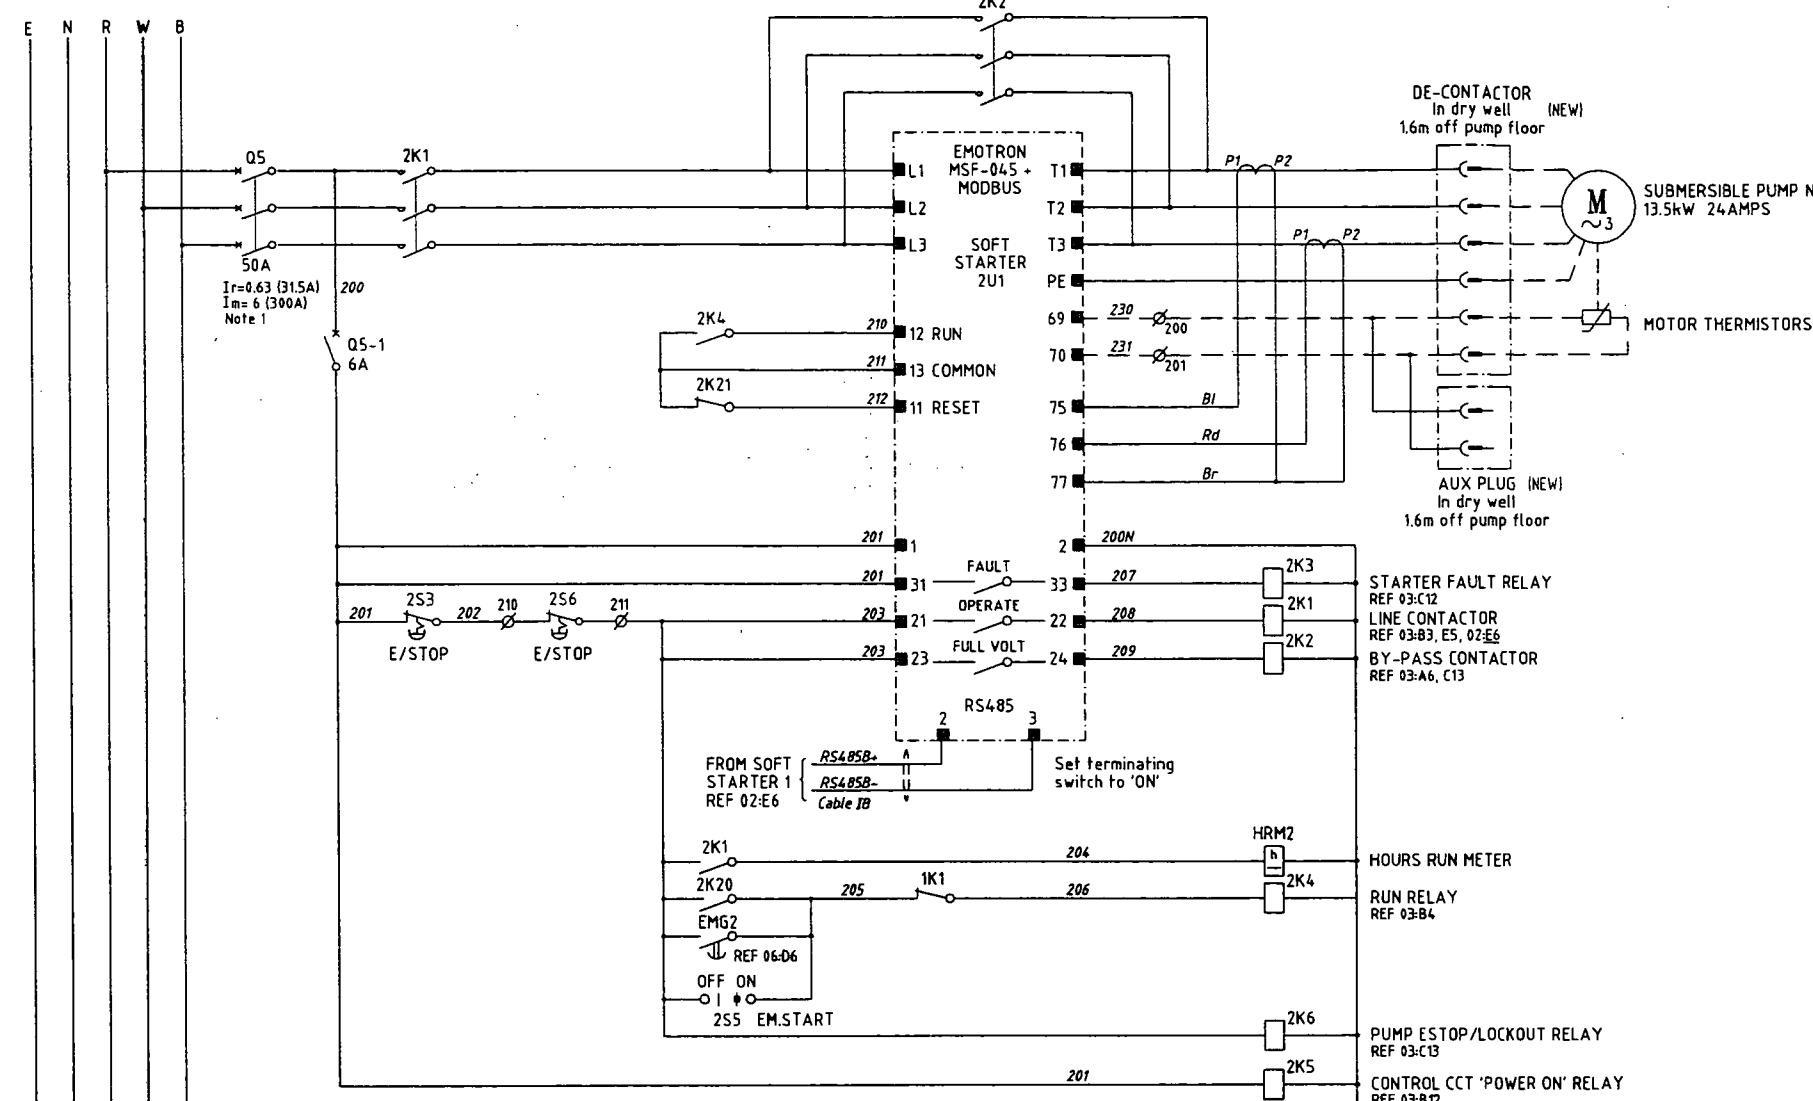 2K2
E N R W B
DE-CONTACTOR
In dry well (NEW)
1.6m off pump floor
Q5
2K1
EMOTRON
MSF-045 +
MODBUS
L1
T1
P1 P2
L2
T2
M
~3
SUBMERSIBLE PUMP N
13.5kW 24AMPS
L3
SOFT
STARTER
2U1
T3
P1 P2
50A
Ir=0.63 (31.5A)
Im= 6 (300A)
Note 1
200
PE
2K4
210
12 RUN
69
230
200
MOTOR THERMISTORS
Q5-1
6A
211
13 COMMON
70
231
201
2K21
212
11 RESET
75
Bl
76
Rd
77
Br
AUX PLUG (NEW)
In dry well
1.6m off pump floor
201
1
2
200N
201
31
FAULT
33
207
2K3
STARTER FAULT RELAY
REF 03:C12
201
2S3
202
210
2S6
211
203
21
OPERATE
22
208
2K1
LINE CONTACTOR
REF 03:B3, E5, 02:E6
E/STOP
E/STOP
203
23
FULL VOLT
24
209
2K2
BY-PASS CONTACTOR
REF 03:A6, C13
RS485
2 3
FROM SOFT
STARTER 1
REF 02:E6
RS485B+
RS485B-
Cable IB
Set terminating
switch to 'ON'
2K1
204
HRM2
h
HOURS RUN METER
2K20
205
1K1
206
2K4
RUN RELAY
REF 03:B4
EMG2
REF 06:D6
OFF ON
2S5 EM.START
2K6
PUMP ESTOP/LOCKOUT RELAY
REF 03:C13
201
2K5
CONTROL CCT 'POWER ON' RELAY
REF 03:B12